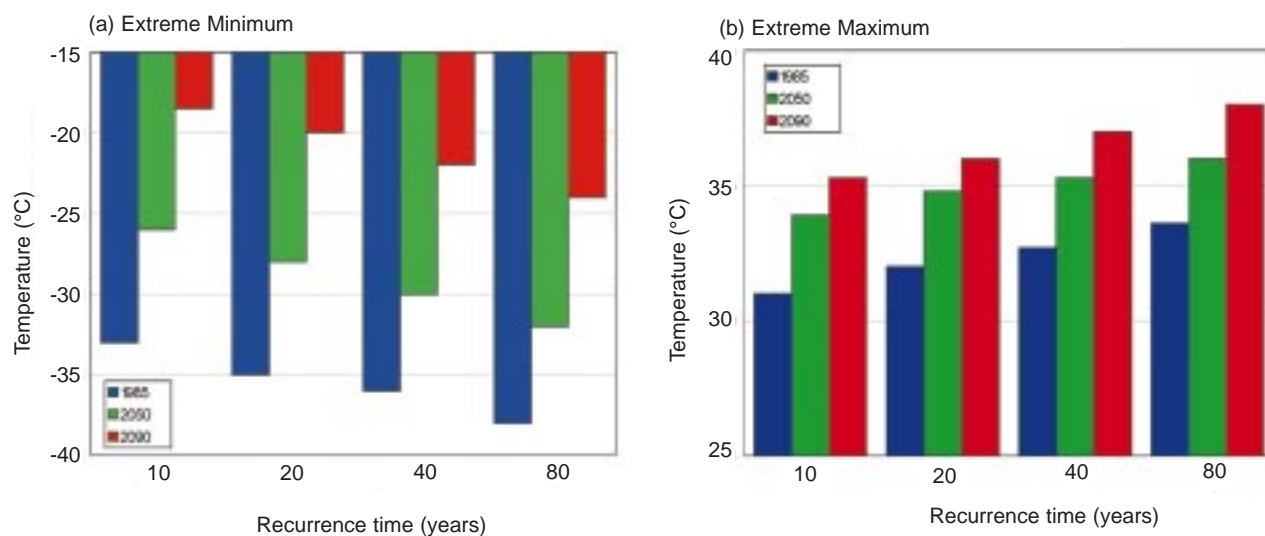 (a) Extreme Minimum
-15
-20
-25
-30
-35
-40
Temperature (°C)
1985
2050
2090
10 20 40 80
Recurrence time (years)
(b) Extreme Maximum
40
35
30
25
Temperature (°C)
1985
2050
2090
10 20 40 80
Recurrence time (years)